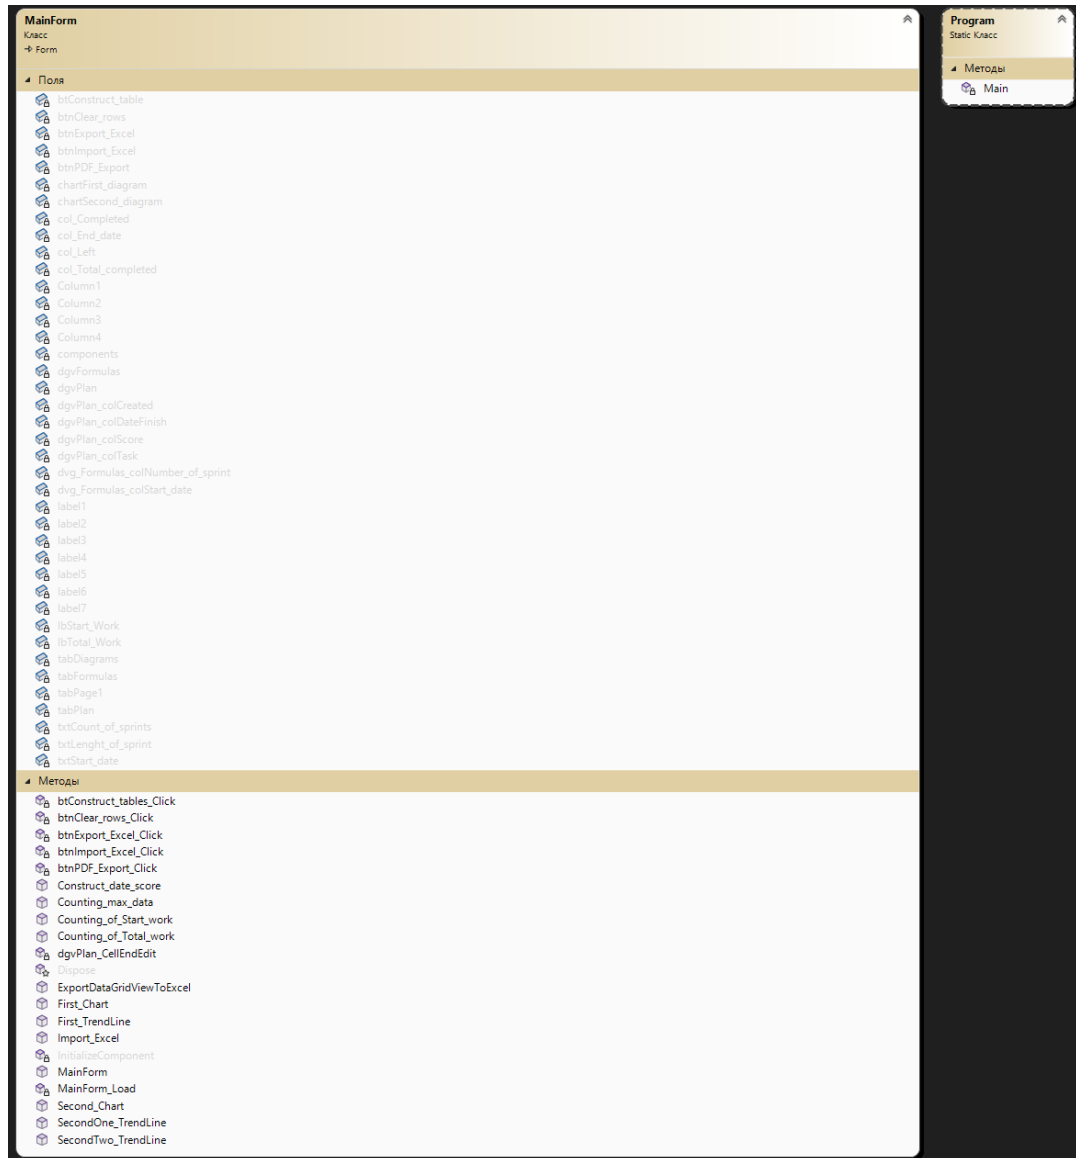 MainForm
Класс
Form
Поля
btConstruct_table
btnClear_rows
btnExport_Excel
btnImport_Excel
btnPDF_Export
chartFirst_diagram
chartSecond_diagram
col_Completed
col_End_date
col_Left
col_Total_completed
Column1
Column2
Column3
Column4
components
dgvFormulas
dgvPlan
dgvPlan_colCreated
dgvPlan_colDateFinish
dgvPlan_colScore
dgvPlan_colTask
dvg_Formulas_colNumber_of_sprint
dvg_Formulas_colStart_date
label1
label2
label3
label4
label5
label6
label7
lbStart_Work
lbTotal_Work
tabDiagrams
tabFormulas
tabPage1
tabPlan
txtCount_of_sprints
txtLenght_of_sprint
txtStart_date
Методы
btConstruct_tables_Click
btnClear_rows_Click
btnExport_Excel_Click
btnImport_Excel_Click
btnPDF_Export_Click
Construct_date_score
Counting_max_data
Counting_of_Start_work
Counting_of_Total_work
dgvPlan_CellEndEdit
Dispose
ExportDataGridViewToExcel
First_Chart
First_TrendLine
Import_Excel
InitializeComponent
MainForm
MainForm_Load
Second_Chart
SecondOne_TrendLine
SecondTwo_TrendLine
Program
Static Класс
Методы
Main